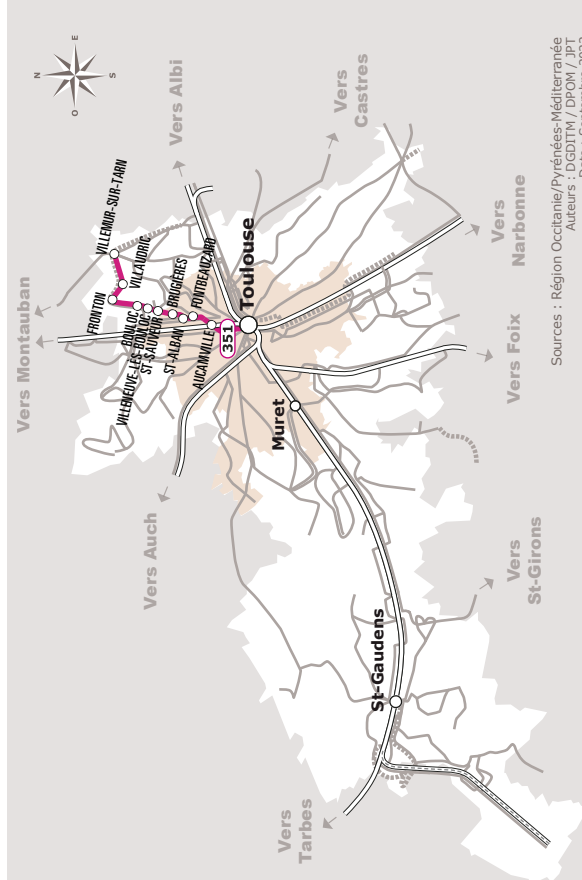 N
E
S
O
Vers Montauban
Vers Albi
Vers
Castres
VILLEMUR-SUR-TARN
VILLAUDRIC
FRONTON
BOULOC
VILLENEUVE-LES-BOULOC
ST-SAUVEUR
BRUGIÈRES
ST-ALBAN
FONTBEAUZARD
AUCAMVILLE
351
Toulouse
Muret
Vers Auch
Vers
Narbonne
Vers Foix
Vers
St-Girons
St-Gaudens
Vers
Tarbes
Sources : Région Occitanie/Pyrénées-Méditerranée
Auteurs : DGDITM / DPOM / JPT